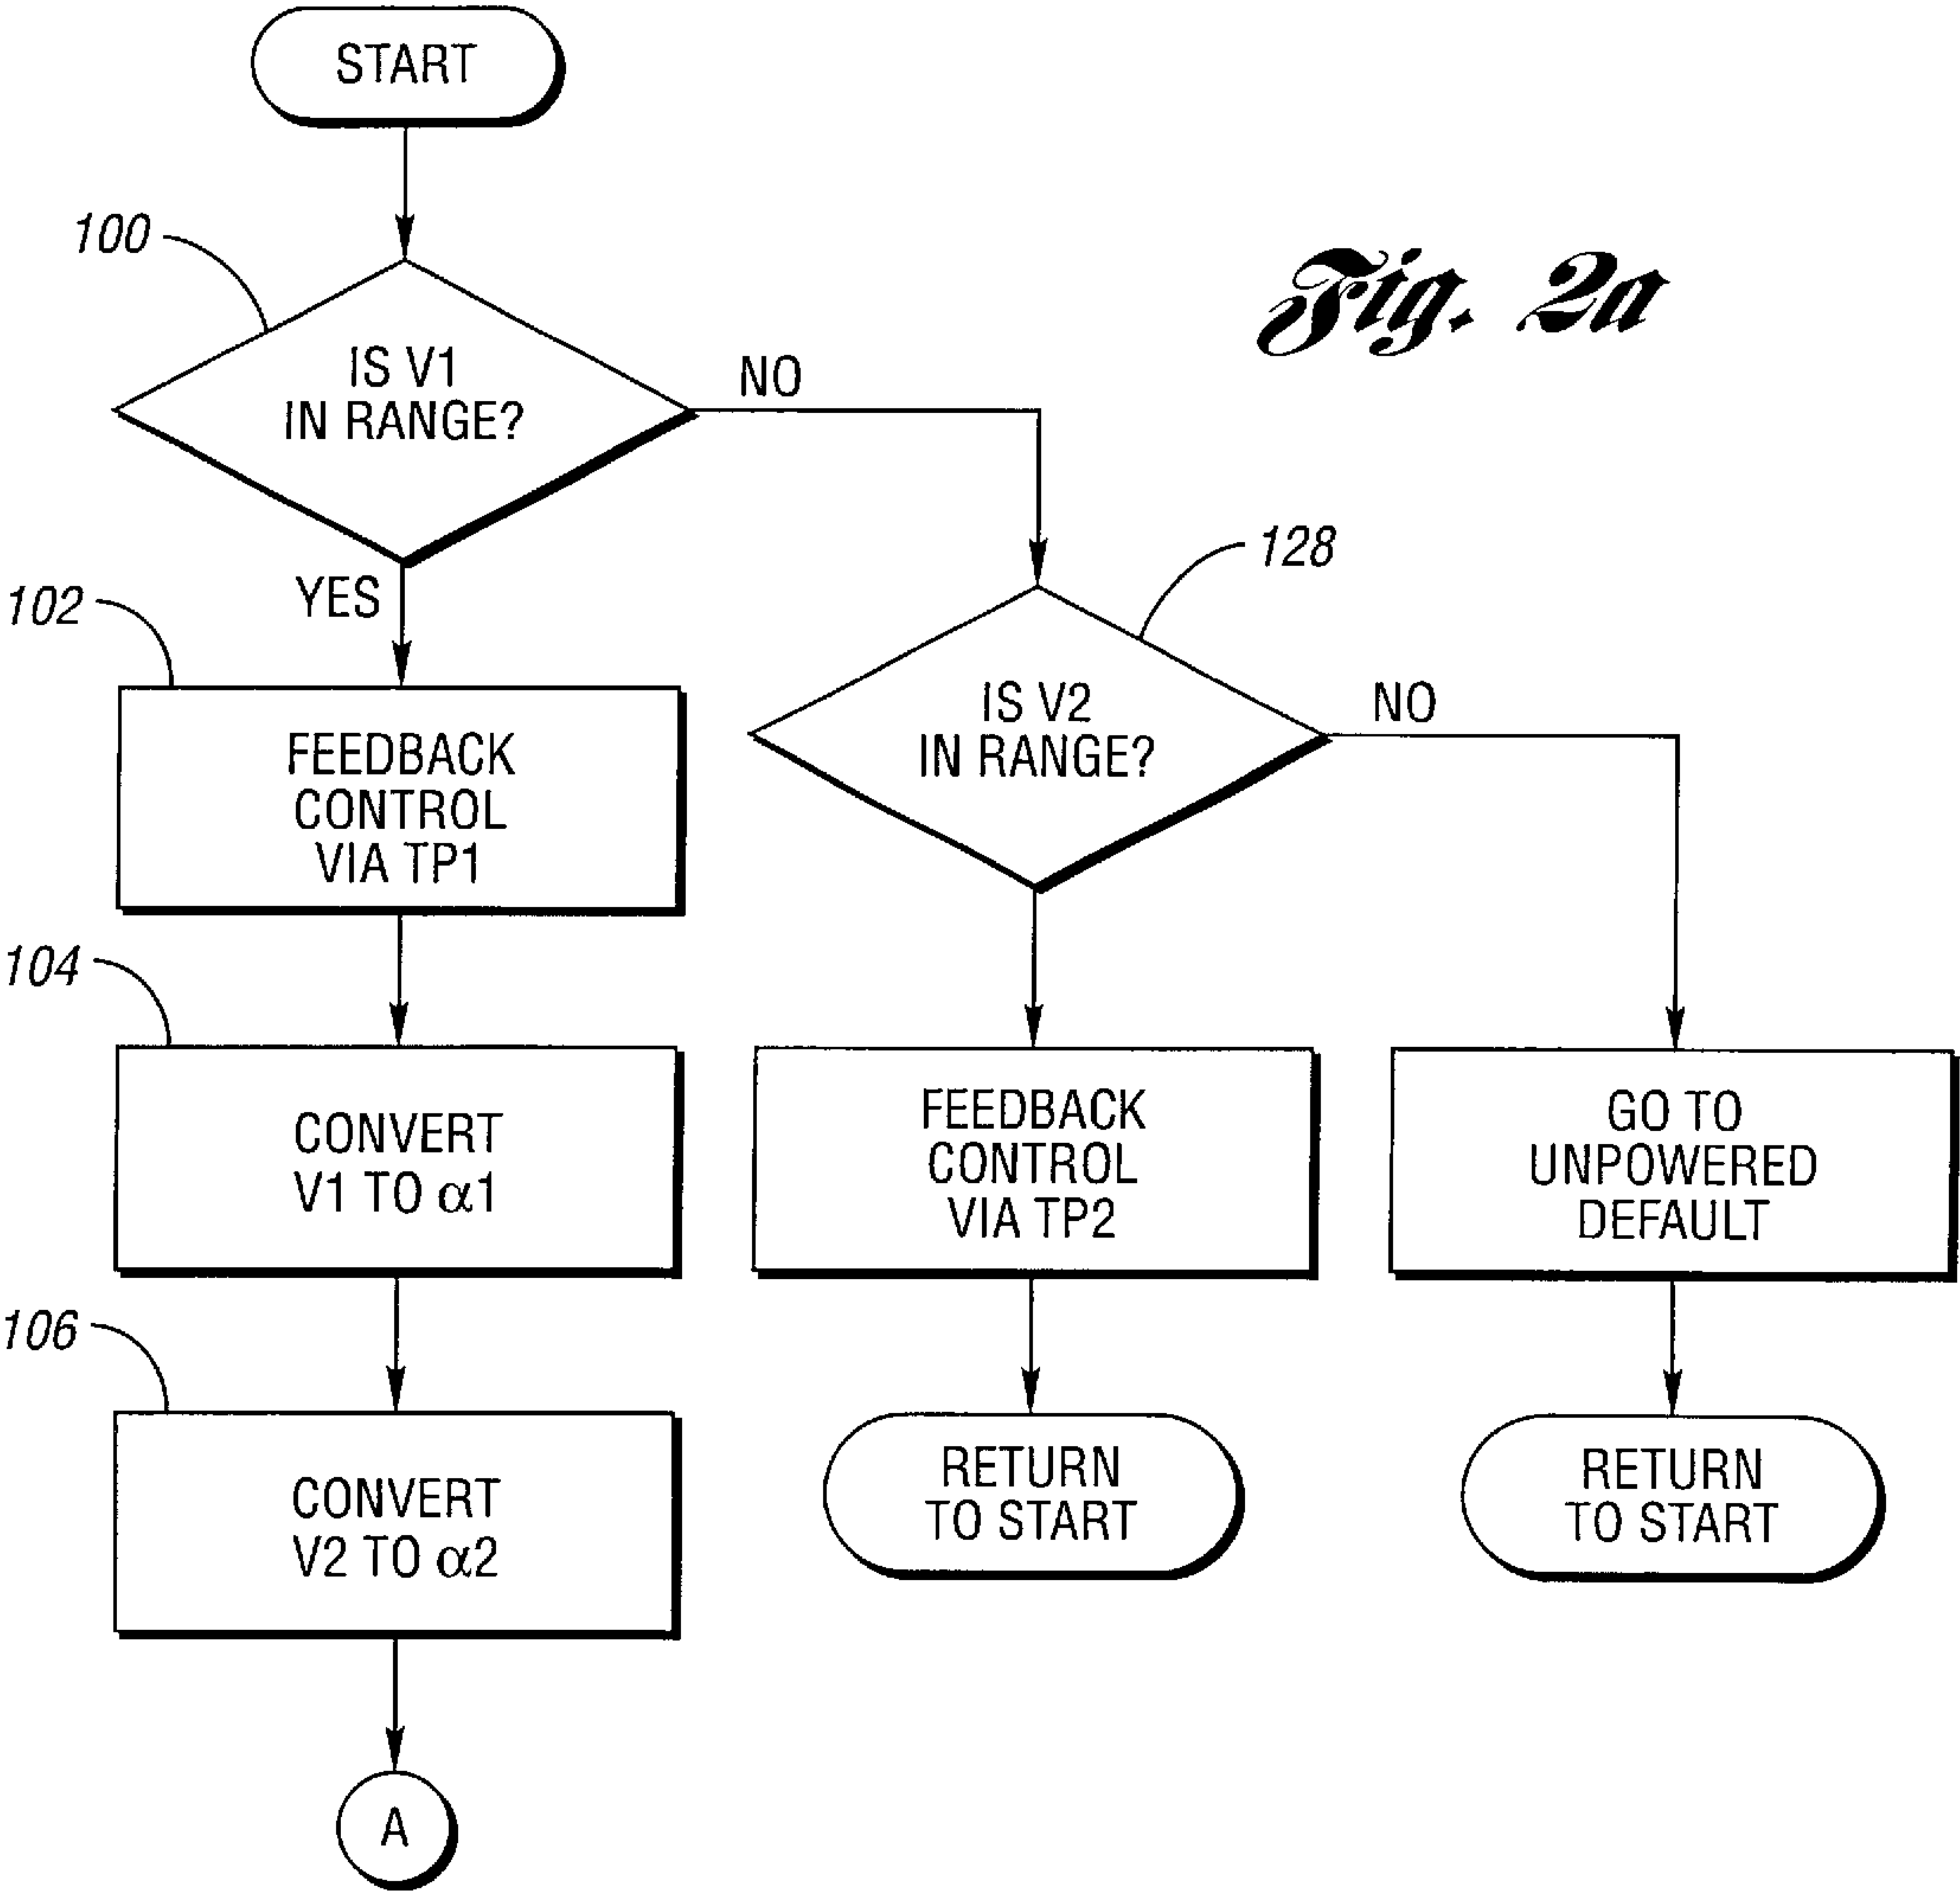 START
100
Fig. 2a
IS V1
IN RANGE?
NO
YES
128
102
FEEDBACK
CONTROL
VIA TP1
IS V2
IN RANGE?
NO
104
CONVERT
V1 TO α1
FEEDBACK
CONTROL
VIA TP2
GO TO
UNPOWERED
DEFAULT
106
CONVERT
V2 TO α2
RETURN
TO START
RETURN
TO START
A